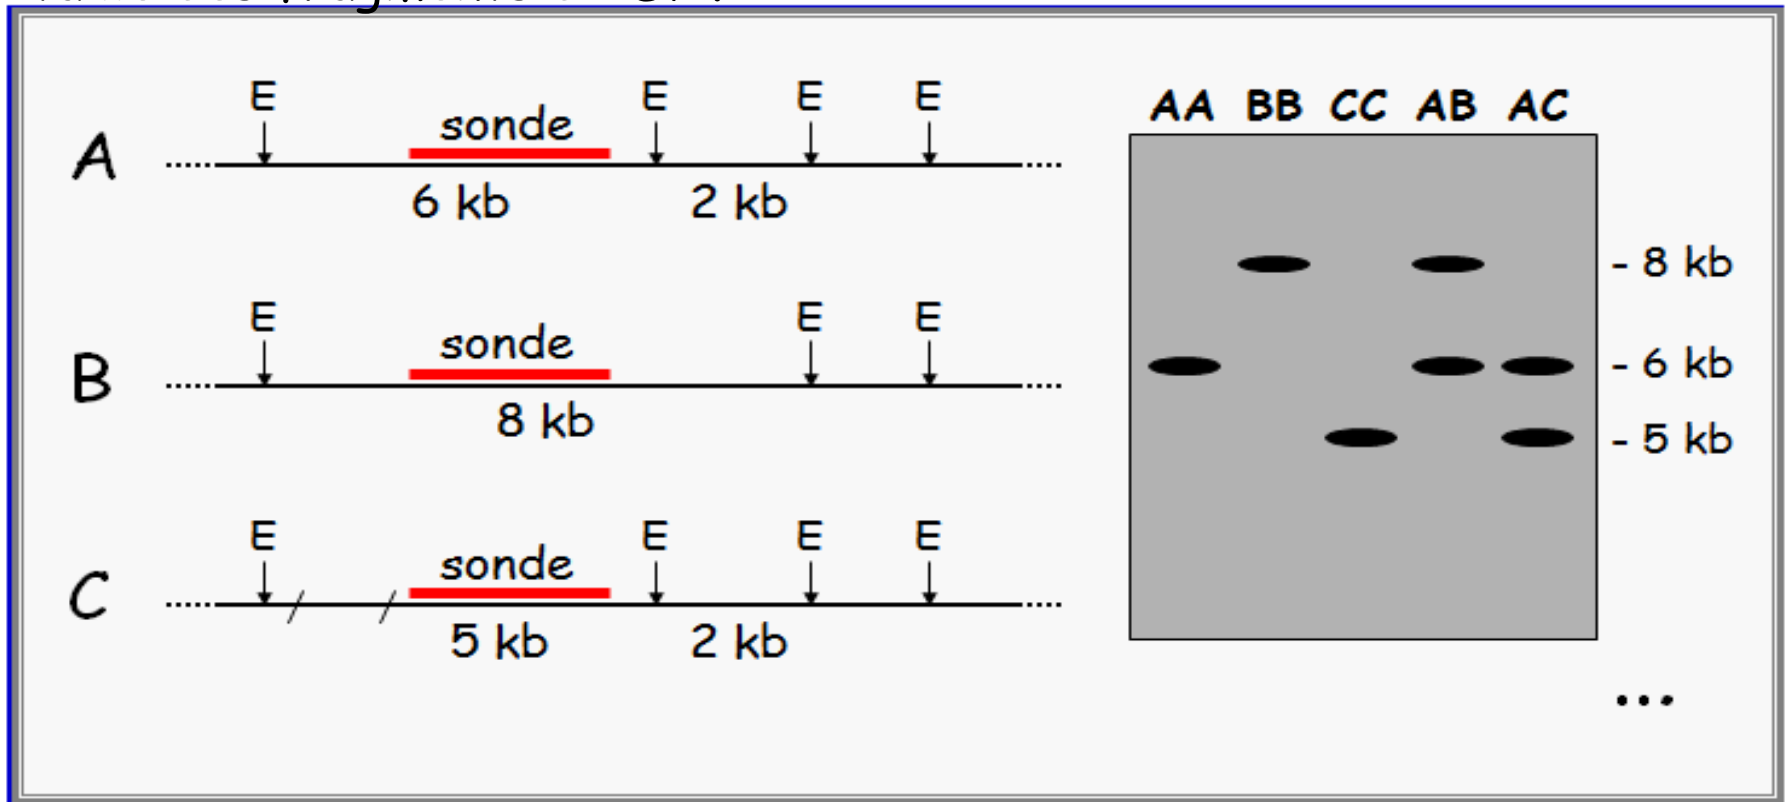 E E E E
sonde
A
6 kb 2 kb
E E E
sonde
B
8 kb
E E E E
sonde
C
5 kb 2 kb
AA BB CC AB AC
- 8 kb
- 6 kb
- 5 kb
...